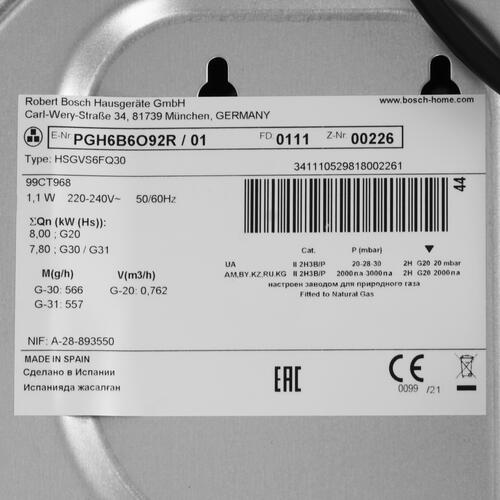 Robert Bosch Hausgeräte GmbH
Carl-Wery-Straße 34, 81739 München, GERMANY
www.bosch-home.com
E-Nr. PGH6B6O92R / 01 FD 0111 Z-Nr. 00226
Type: HSGVS6FQ30
341110529818002261
99CT968
1,1 W 220-240V~ 50/60Hz
44
ΣQn (kW (Hs)):
8,00 ; G20
7,80 ; G30 / G31
Cat. P (mbar)
UA II 2H3B/P 20-28-30 2H G20 20 mbar
AM,BY,KZ,RU,KG II 2H3B/P 2000па 3000па 2H G20 2000па
настроен заводом для природного газа
Fitted to Natural Gas
M(g/h) V(m3/h)
G-30: 566 G-20: 0,762
G-31: 557
NIF: A-28-893550
MADE IN SPAIN
Сделано в Испании
Испанияда жасалған
EAC
CE
0099 /21